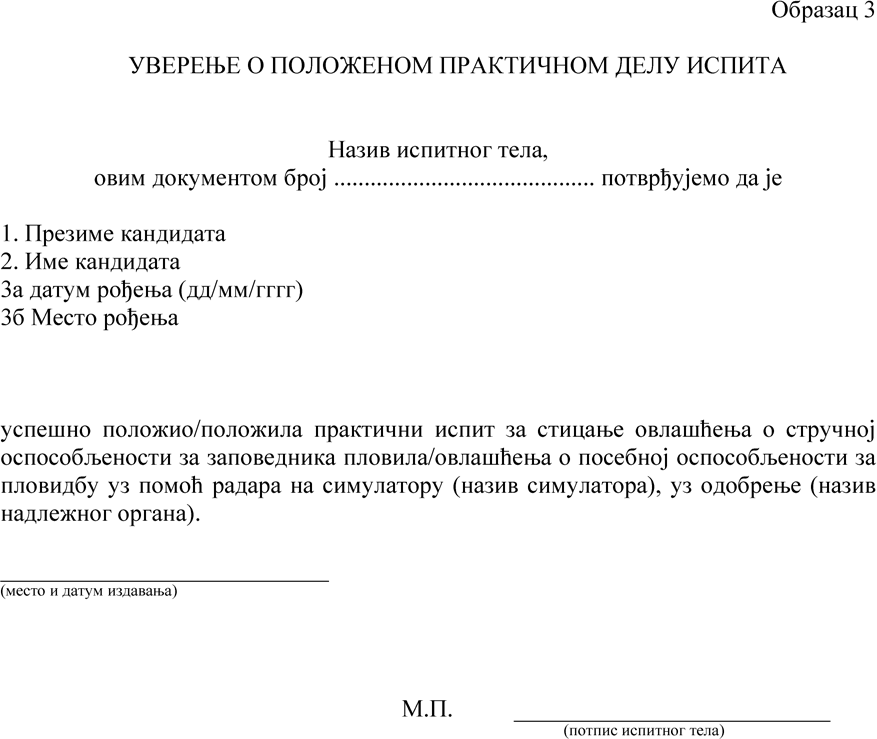 Образац 3
УВЕРЕЊЕ О ПОЛОЖЕНОМ ПРАКТИЧНОМ ДЕЛУ ИСПИТА
Назив испитног тела,
овим документом број ........................................... потврђујемо да је
1. Презиме кандидата
2. Име кандидата
3а датум рођења (дд/мм/гггг)
3б Место рођења
успешно положио/положила практични испит за стицање овлашћења о стручној
оспособљености за заповедника пловила/овлашћења о посебној оспособљености за
пловидбу уз помоћ радара на симулатору (назив симулатора), уз одобрење (назив
надлежног органа).
(место и датум издавања)
М.П.
(потпис испитног тела)